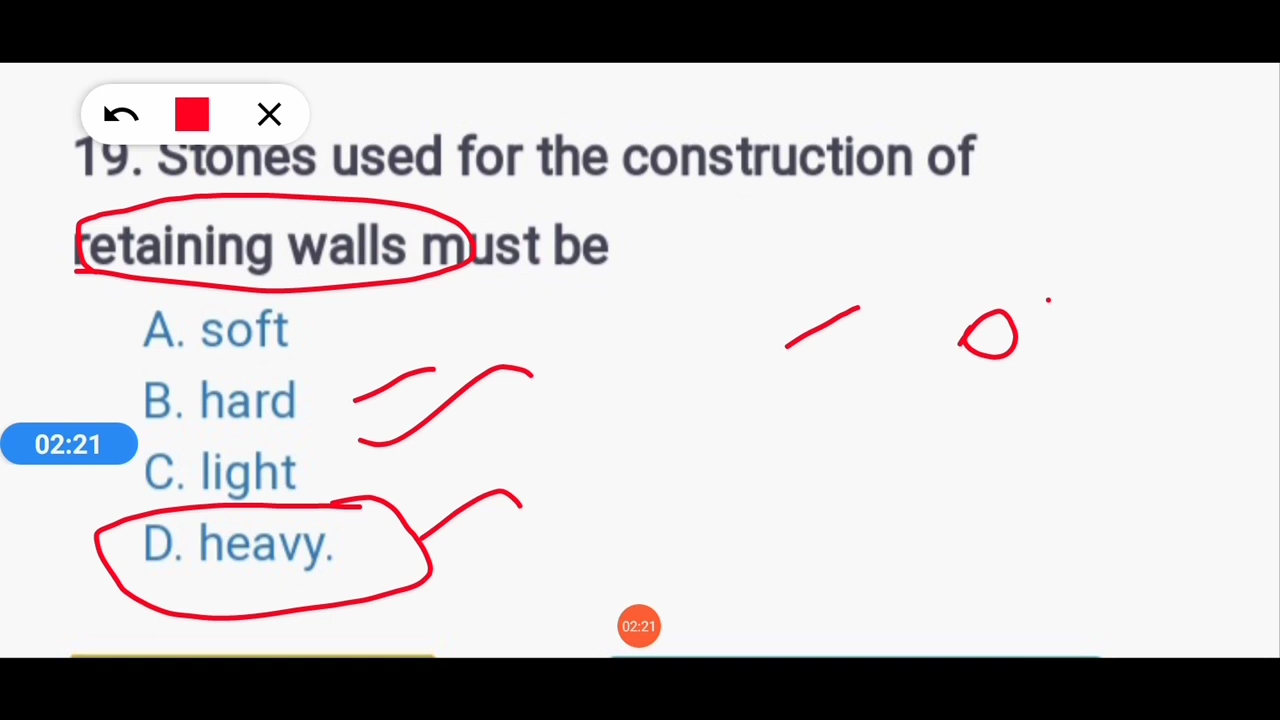 19. Stones used for the construction of
retaining walls must be
A. soft
B. hard
02:21
C. light
D. heavy.
02:21